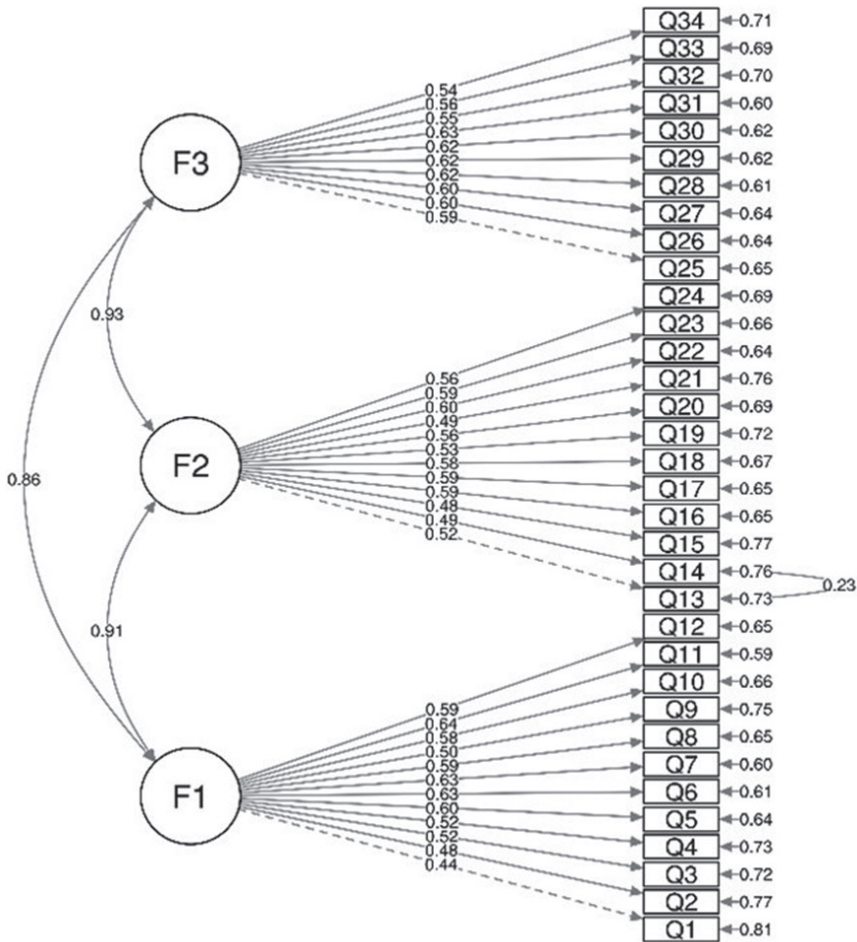 Q34 0.71
Q33 0.69
Q32 0.70
Q31 0.60
Q30 0.62
Q29 0.62
Q28 0.61
Q27 0.64
Q26 0.64
Q25 0.65
0.54
0.56
0.55
0.63
0.62
0.62
0.62
0.60
0.60
0.59
F3
0.93
Q24 0.69
Q23 0.66
Q22 0.64
Q21 0.76
Q20 0.69
Q19 0.72
Q18 0.67
Q17 0.65
Q16 0.65
Q15 0.77
Q14 0.76
Q13 0.73
0.23
0.56
0.59
0.60
0.49
0.56
0.53
0.58
0.59
0.59
0.48
0.49
0.52
F2
0.86
0.91
Q12 0.65
Q11 0.59
Q10 0.66
Q9 0.75
Q8 0.65
Q7 0.60
Q6 0.61
Q5 0.64
Q4 0.73
Q3 0.72
Q2 0.77
Q1 0.81
0.59
0.64
0.58
0.50
0.59
0.63
0.63
0.60
0.52
0.52
0.48
0.44
F1